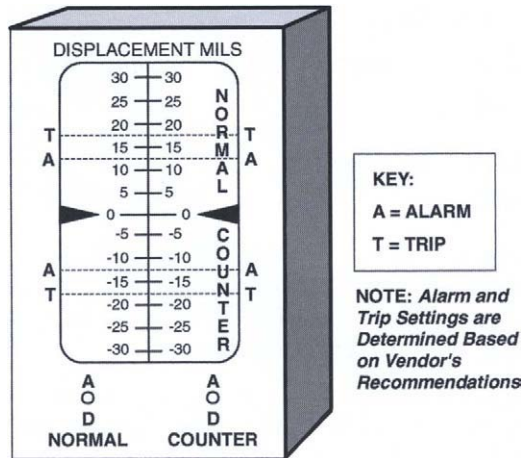 DISPLACEMENT MILS
30 30
25 25
20 20
T T
15 15
A A
10 10
5 5
0 0
-5 -5
-10 -10
A A
-15 -15
T T
-20 -20
-25 -25
-30 -30
NORMAL
COUNTER
A A
D D
NORMAL COUNTER
KEY:
A = ALARM
T = TRIP
NOTE: Alarm and
Trip Settings are
Determined Based
on Vendor's
Recommendations